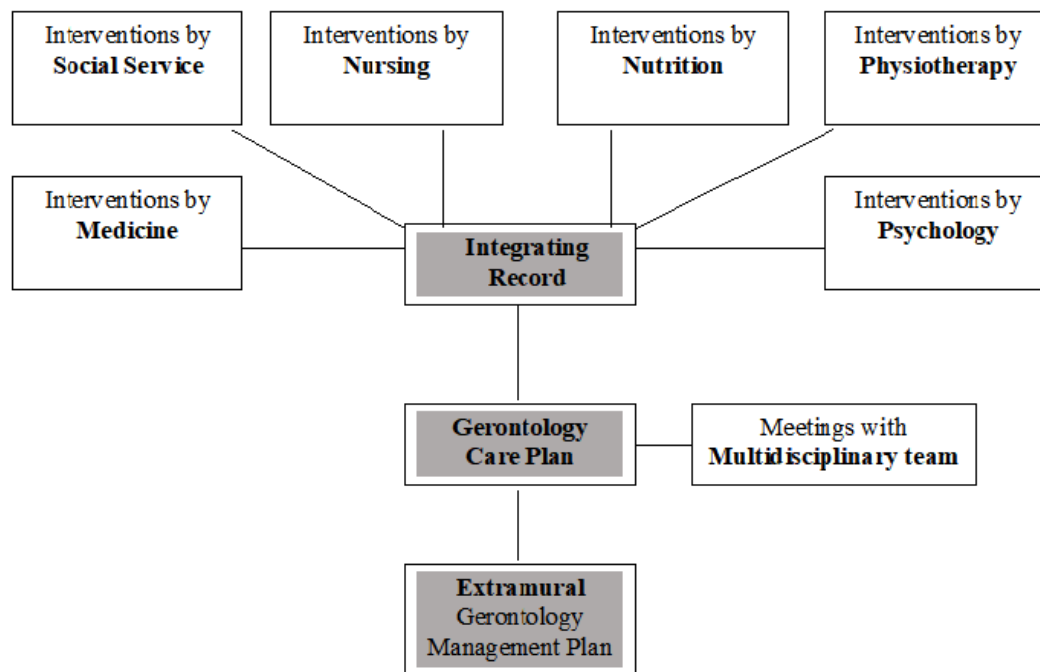 Interventions by
Social Service
Interventions by
Nursing
Interventions by
Nutrition
Interventions by
Physiotherapy
Interventions by
Medicine
Interventions by
Psychology
Integrating
Record
Gerontology
Care Plan
Meetings with
Multidisciplinary team
Extramural
Gerontology
Management Plan